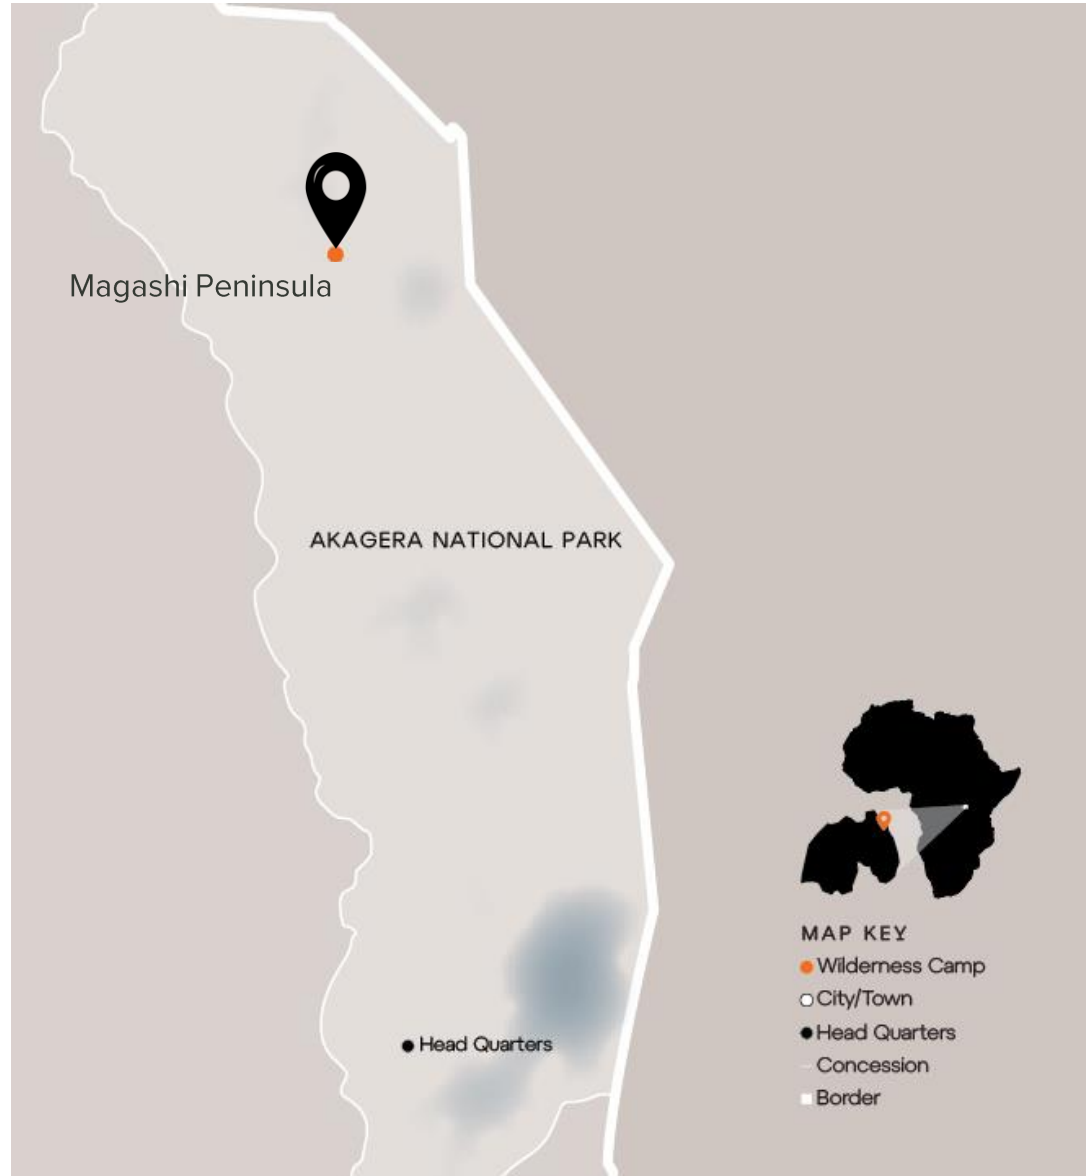 Magashi Peninsula
AKAGERA NATIONAL PARK
Head Quarters
MAP KEY
Wilderness Camp
City/Town
Head Quarters
Concession
Border